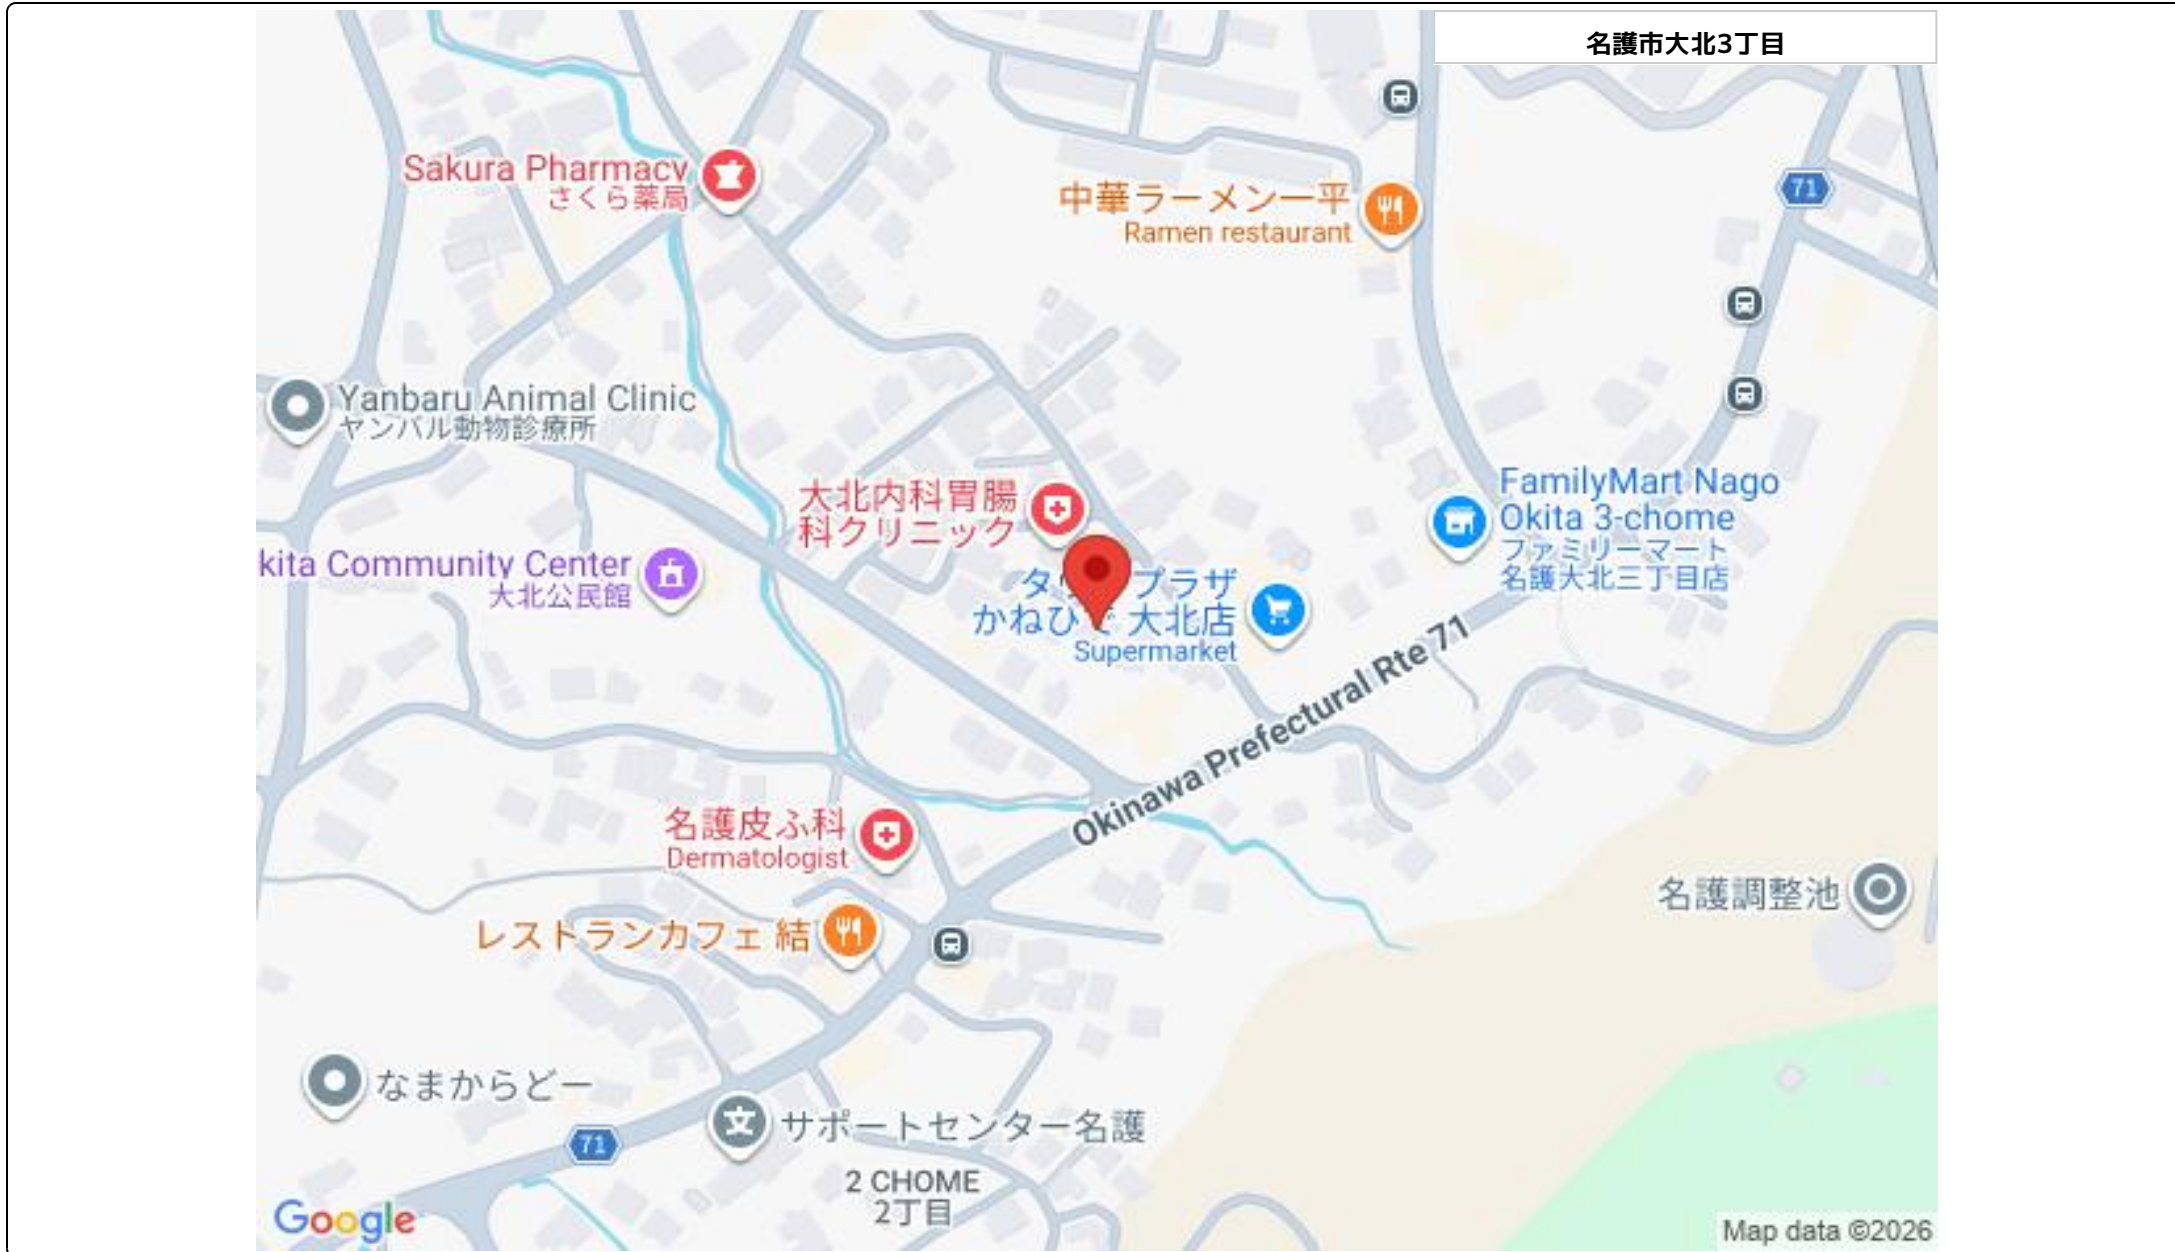 名護市大北3丁目
71
Sakura Pharmacy
さくら薬局
中華ラーメン一平
Ramen restaurant
Yanbaru Animal Clinic
ヤンバル動物診療所
大北内科胃腸
科クリニック
FamilyMart Nago
Okita 3-chome
ファミリーマート
名護大北三丁目店
kita Community Center
大北公民館
プラザ
かねひで 大北店
Supermarket
Okinawa Prefectural Rte 71
名護皮ふ科
Dermatologist
名護調整池
レストランカフェ 結
なまからどー
サポートセンター名護
71
2 CHOME
2丁目
Google
Map data ©2026